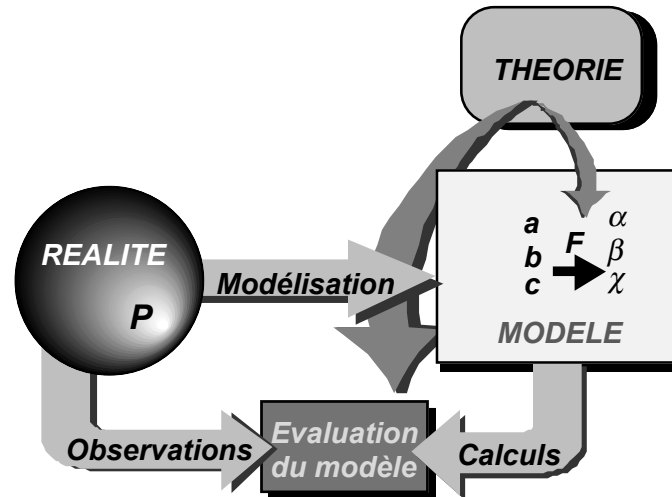 THEORIE
REALITE
P
Modélisation
a
b
c
F
α
β
χ
MODELE
Observations
Evaluation
du modèle
Calculs